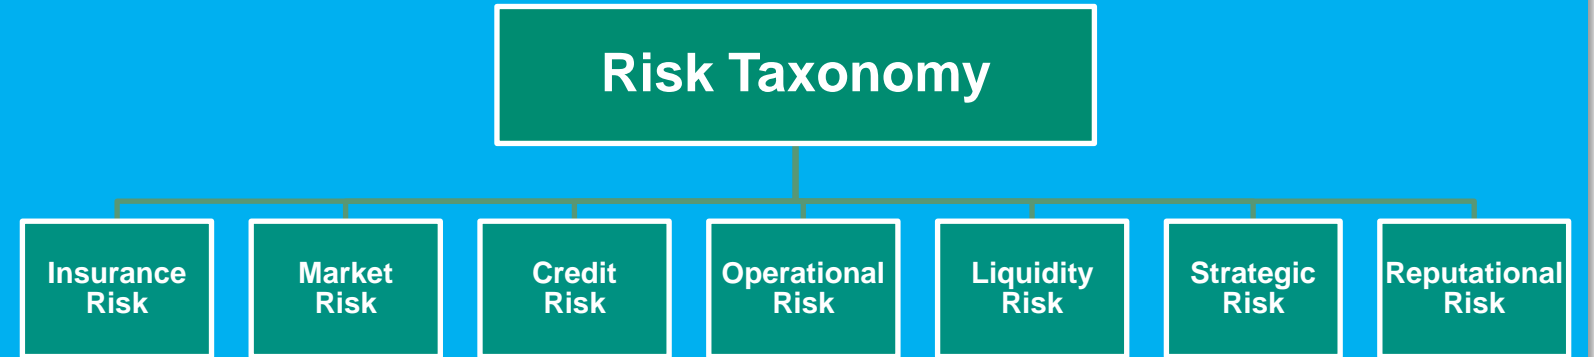 Risk Taxonomy
Insurance
Risk
Market
Risk
Credit
Risk
Operational
Risk
Liquidity
Risk
Strategic
Risk
Reputational
Risk